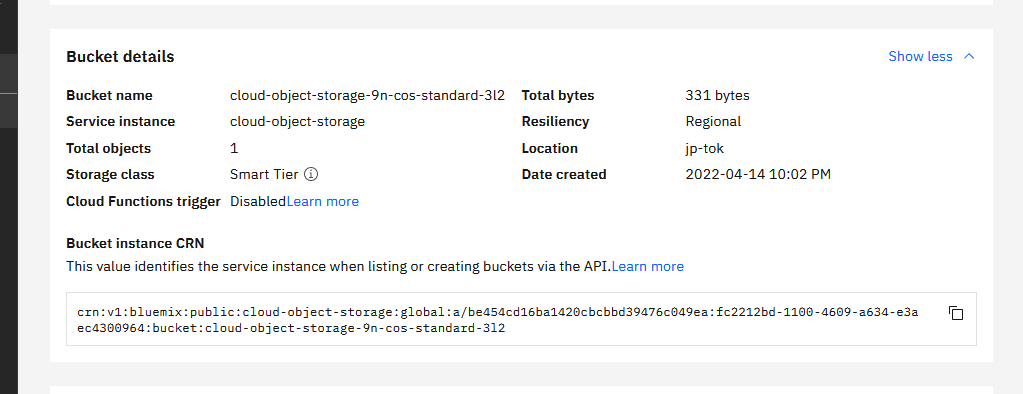 Bucket details
Show less
Bucket name cloud-object-storage-9n-cos-standard-3l2 Total bytes 331 bytes
Service instance cloud-object-storage Resiliency Regional
Total objects 1 Location jp-tok
Storage class Smart Tier Date created 2022-04-14 10:02 PM
Cloud Functions trigger DisabledLearn more
Bucket instance CRN
This value identifies the service instance when listing or creating buckets via the API.Learn more
crn:v1:bluemix:public:cloud-object-storage:global:a/be454cd16ba1420cbcbbd39476c049ea:fc2212bd-1100-4609-a634-e3a
ec4300964:bucket:cloud-object-storage-9n-cos-standard-3l2